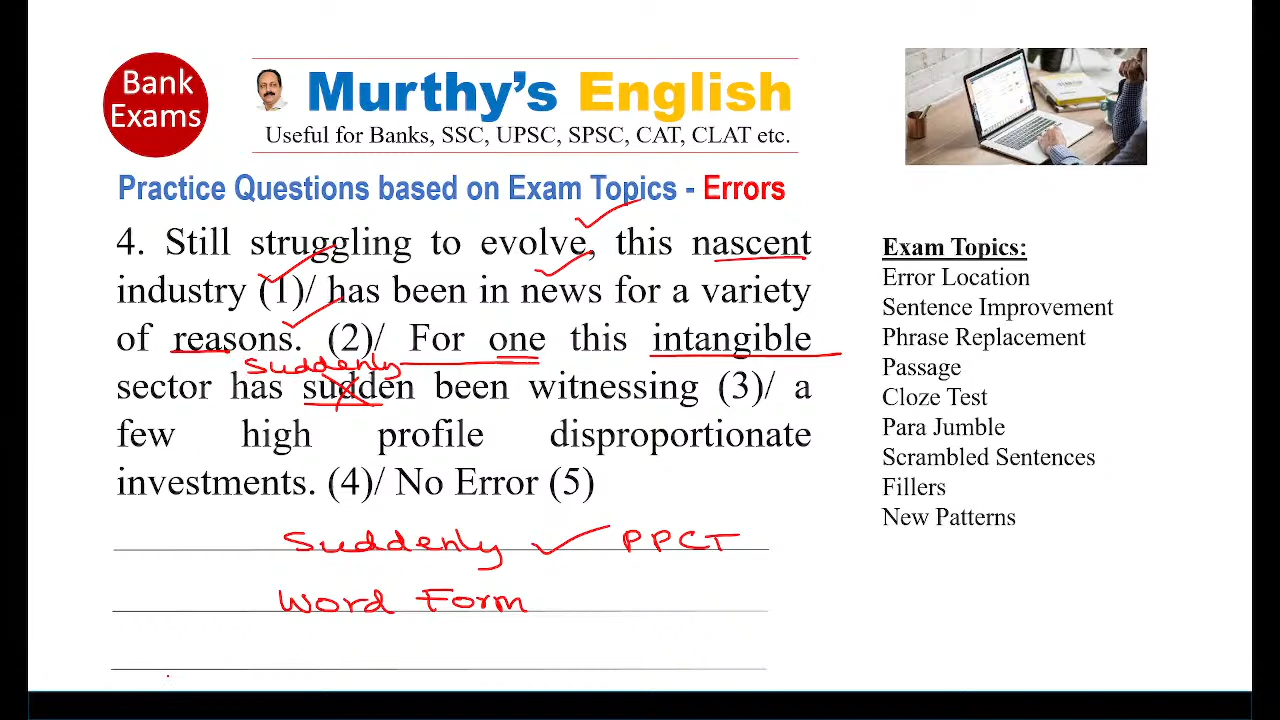 Bank
Exams
Murthy's English
Useful for Banks, SSC, UPSC, SPSC, CAT, CLAT etc.
Practice Questions based on Exam Topics - Errors
4. Still struggling to evolve, this nascent
industry (1)/ has been in news for a variety
of reasons. (2)/ For one this intangible
Suddenly
sector has sudden been witnessing (3)/ a
few high profile disproportionate
investments. (4)/ No Error (5)
Suddenly PPCT
Word Form
Exam Topics:
Error Location
Sentence Improvement
Phrase Replacement
Passage
Cloze Test
Para Jumble
Scrambled Sentences
Fillers
New Patterns